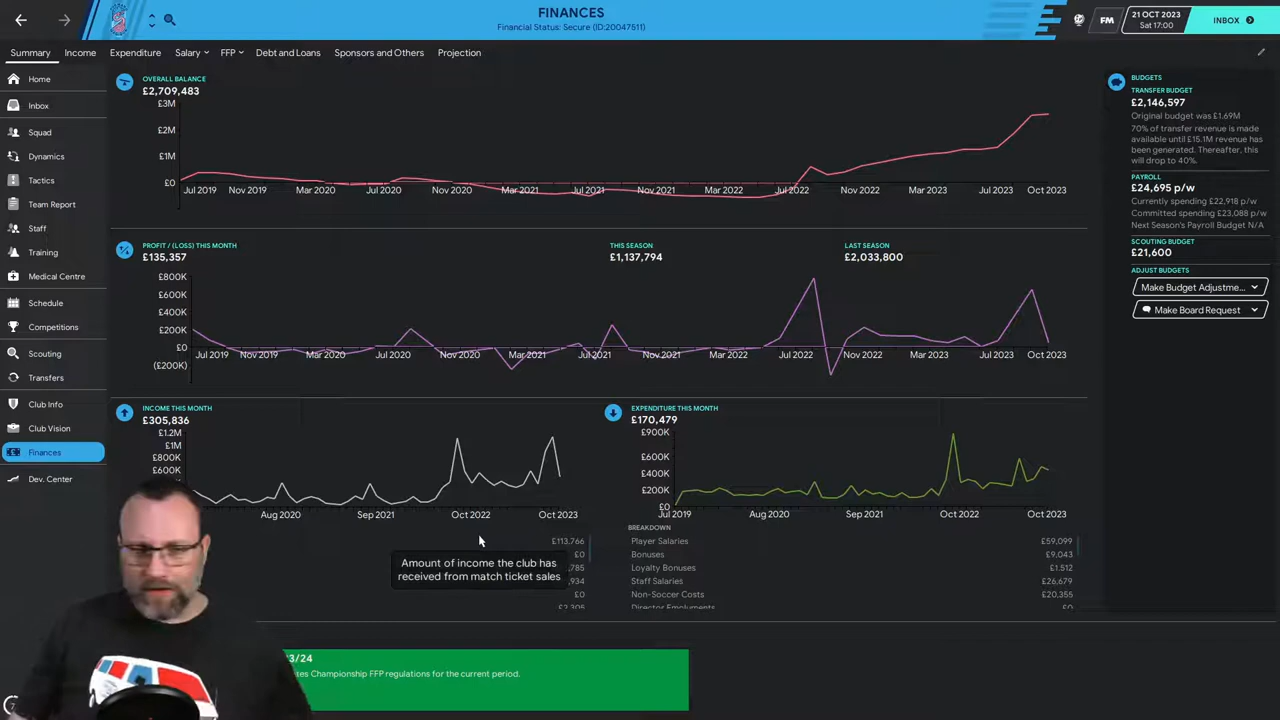 FINANCES
Financial Status: Secure (ID:20047511)
FM
21 OCT 2023
Sat 17:00
INBOX
Summary
Income
Expenditure
Salary
FFP
Debt and Loans
Sponsors and Others
Projection
Home
Inbox
Squad
Dynamics
Tactics
Team Report
Staff
Training
Medical Centre
Schedule
Competitions
Scouting
Transfers
Club Info
Club Vision
Finances
Dev. Center
OVERALL BALANCE
£2,709,483
£3M
£2M
£1M
£0
Jul 2019 Nov 2019 Mar 2020 Jul 2020 Nov 2020 Mar 2021 Jul 2021 Nov 2021 Mar 2022 Jul 2022 Nov 2022 Mar 2023 Jul 2023 Oct 2023
PROFIT / (LOSS) THIS MONTH
£135,357
THIS SEASON
£1,137,794
LAST SEASON
£2,033,800
£800K
£600K
£400K
£200K
£0
(£200K)
Jul 2019 Nov 2019 Mar 2020 Jul 2020 Nov 2020 Mar 2021 Jul 2021 Nov 2021 Mar 2022 Jul 2022 Nov 2022 Mar 2023 Jul 2023 Oct 2023
INCOME THIS MONTH
£305,836
£1.2M
£1M
£800K
£600K
Aug 2020 Sep 2021 Oct 2022 Oct 2023
£113,766
£0
,785
,934
£0
£2,305
Amount of income the club has
received from match ticket sales
EXPENDITURE THIS MONTH
£170,479
£900K
£600K
£400K
£200K
£0
Jul 2019 Aug 2020 Sep 2021 Oct 2022 Oct 2023
BREAKDOWN
Player Salaries £59,099
Bonuses £9,043
Loyalty Bonuses £1,512
Staff Salaries £26,679
Non-Soccer Costs £20,355
Director Emoluments £0
BUDGETS
TRANSFER BUDGET
£2,146,597
Original budget was £1.69M
70% of transfer revenue is made
available until £15.1M revenue has
been generated. Thereafter, this
will drop to 40%.
PAYROLL
£24,695 p/w
Currently spending £22,918 p/w
Committed spending £23,088 p/w
Next Season's Payroll Budget N/A
SCOUTING BUDGET
£21,600
ADJUST BUDGETS
Make Budget Adjustme...
Make Board Request
3/24
tes Championship FFP regulations for the current period.